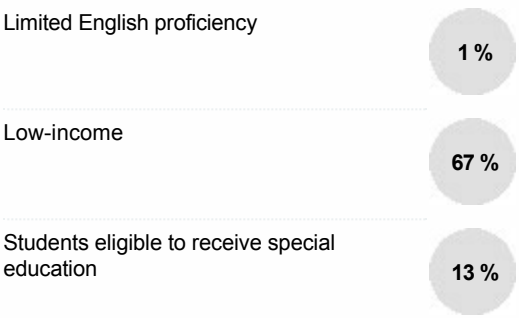 Limited English proficiency
1 %
Low-income
67 %
Students eligible to receive special
education
13 %